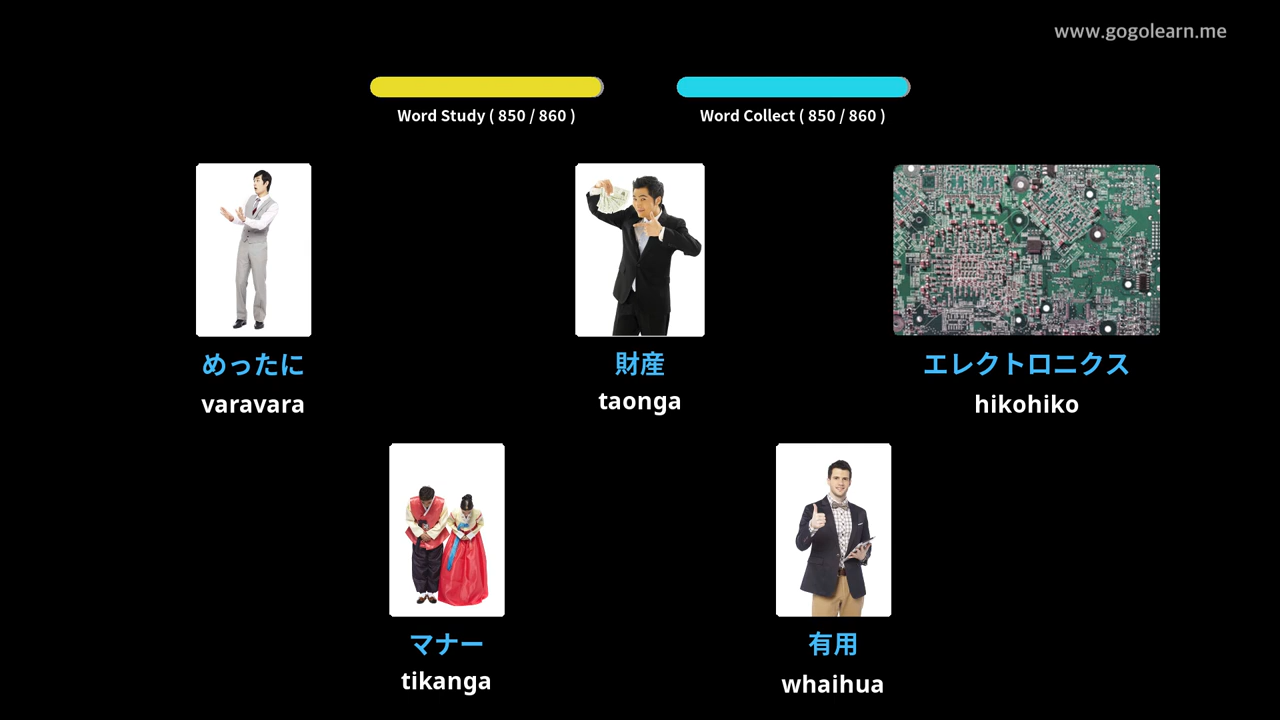 www.gogolearn.me
Word Study ( 850 / 860 )
Word Collect ( 850 / 860 )
めったに
varavara
財産
taonga
エレクトロニクス
hikohiko
マナー
tikanga
有用
whaihua